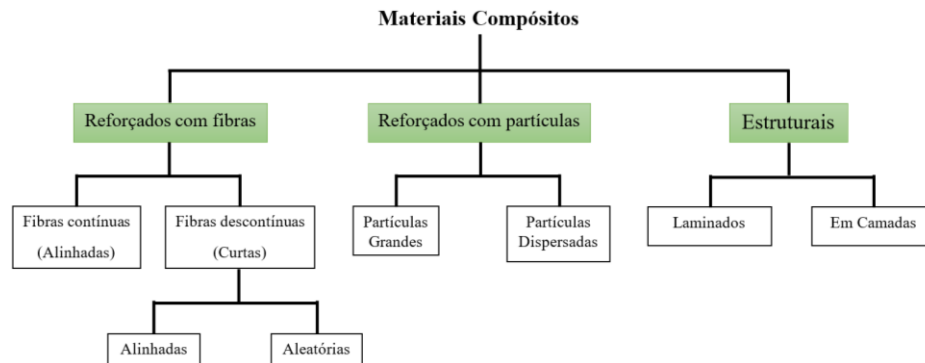 Materiais Compósitos
Reforçados com fibras
Reforçados com partículas
Estruturais
Fibras contínuas
(Alinhadas)
Fibras descontínuas
(Curtas)
Partículas
Grandes
Partículas
Dispersadas
Laminados
Em Camadas
Alinhadas
Aleatórias